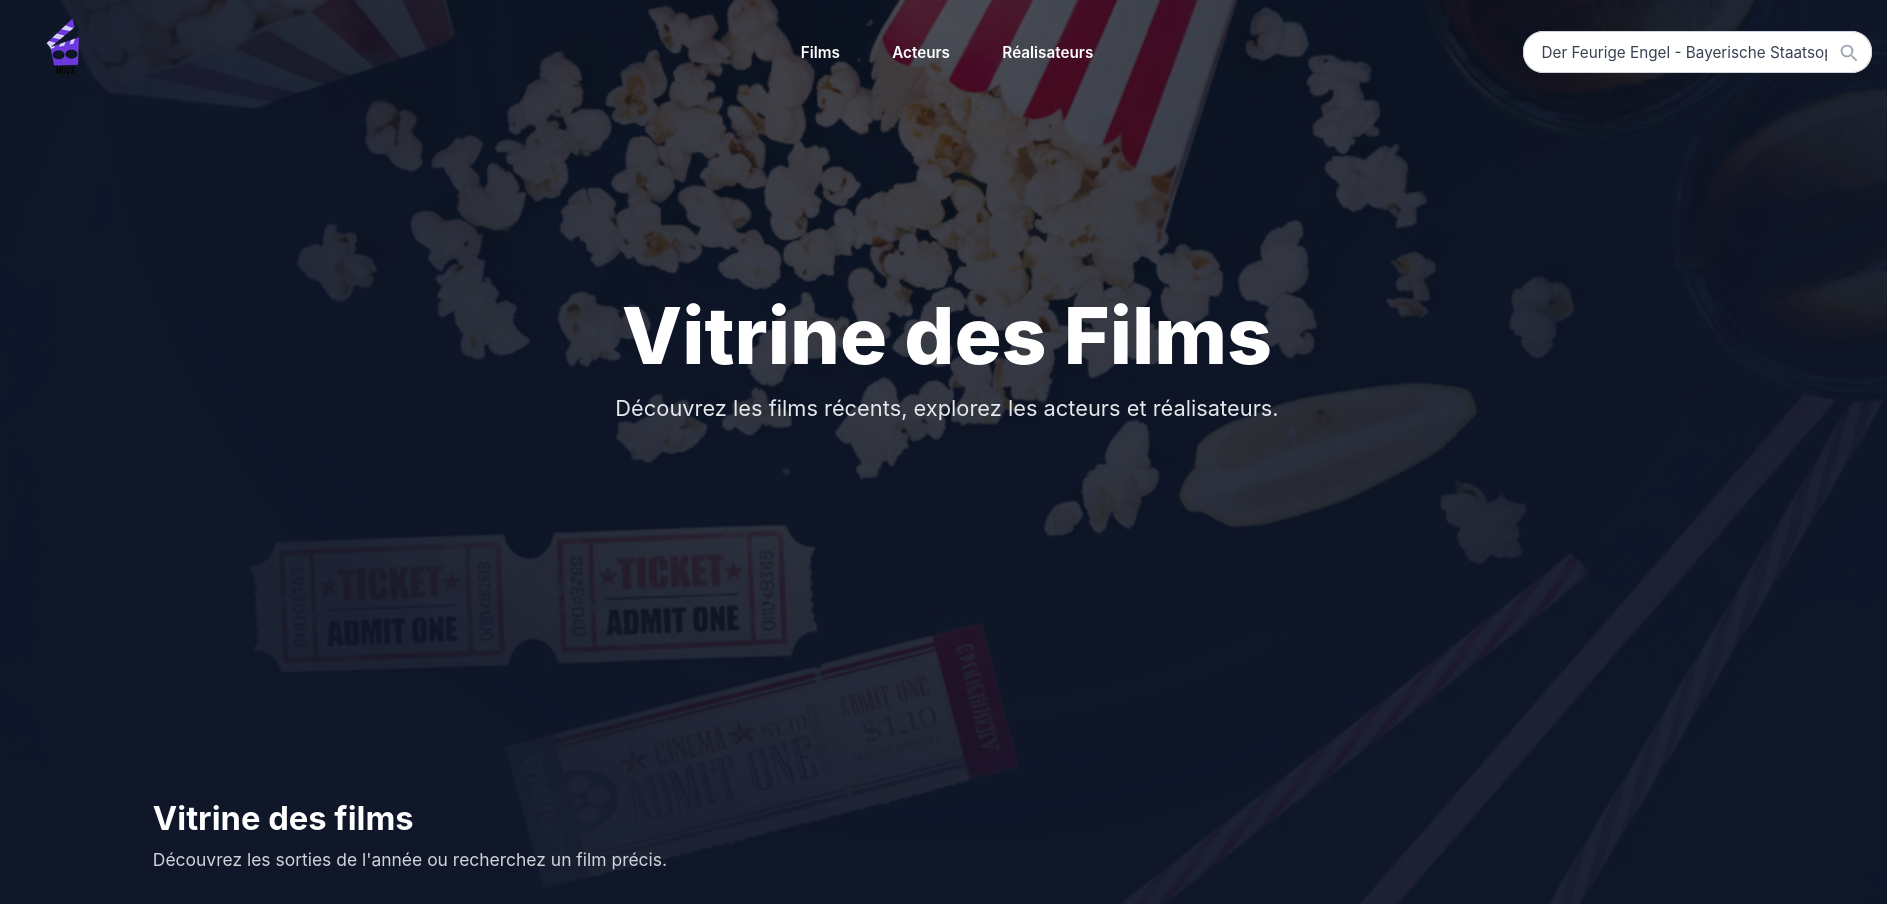 Films Acteurs Réalisateurs
Der Feurige Engel - Bayerische Staatsop
Vitrine des Films
Découvrez les films récents, explorez les acteurs et réalisateurs.
TICKET TICKET
ADMIT ONE ADMIT ONE
CINEMA
ADMIT ONE
ADMIT ONE
$1.10
Vitrine des films
Découvrez les sorties de l'année ou recherchez un film précis.